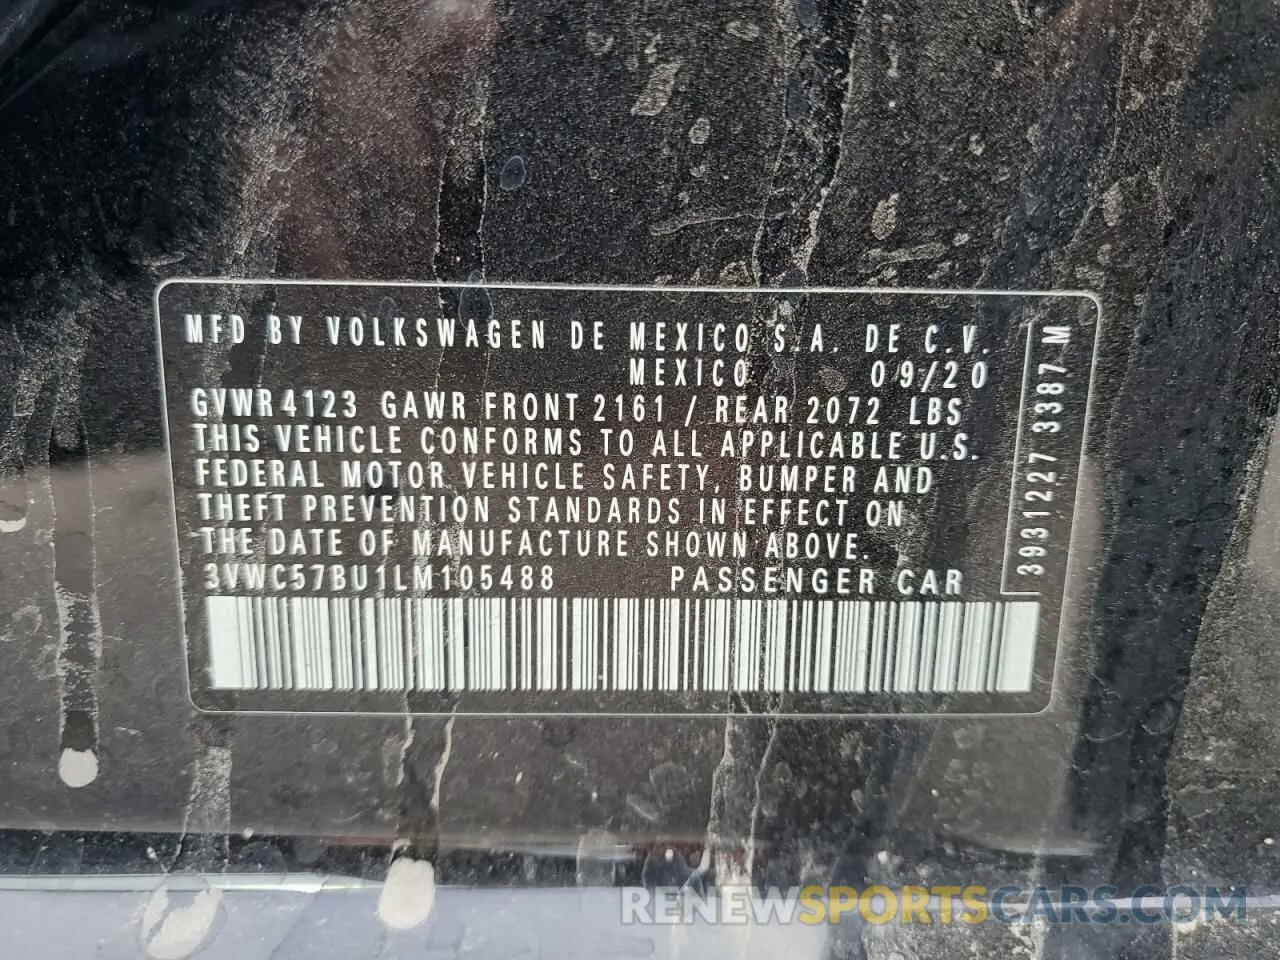 MFD BY VOLKSWAGEN DE MEXICO S.A. DE C.V.
MEXICO 09/20
GVWR 4123 GAWR FRONT 2161 / REAR 2072 LBS
THIS VEHICLE CONFORMS TO ALL APPLICABLE U.S.
FEDERAL MOTOR VEHICLE SAFETY, BUMPER AND
THEFT PREVENTION STANDARDS IN EFFECT ON
THE DATE OF MANUFACTURE SHOWN ABOVE.
3VWC57BU1LM105488 PASSENGER CAR
3931227 3387 M
RENEWSPORTSCARS.COM